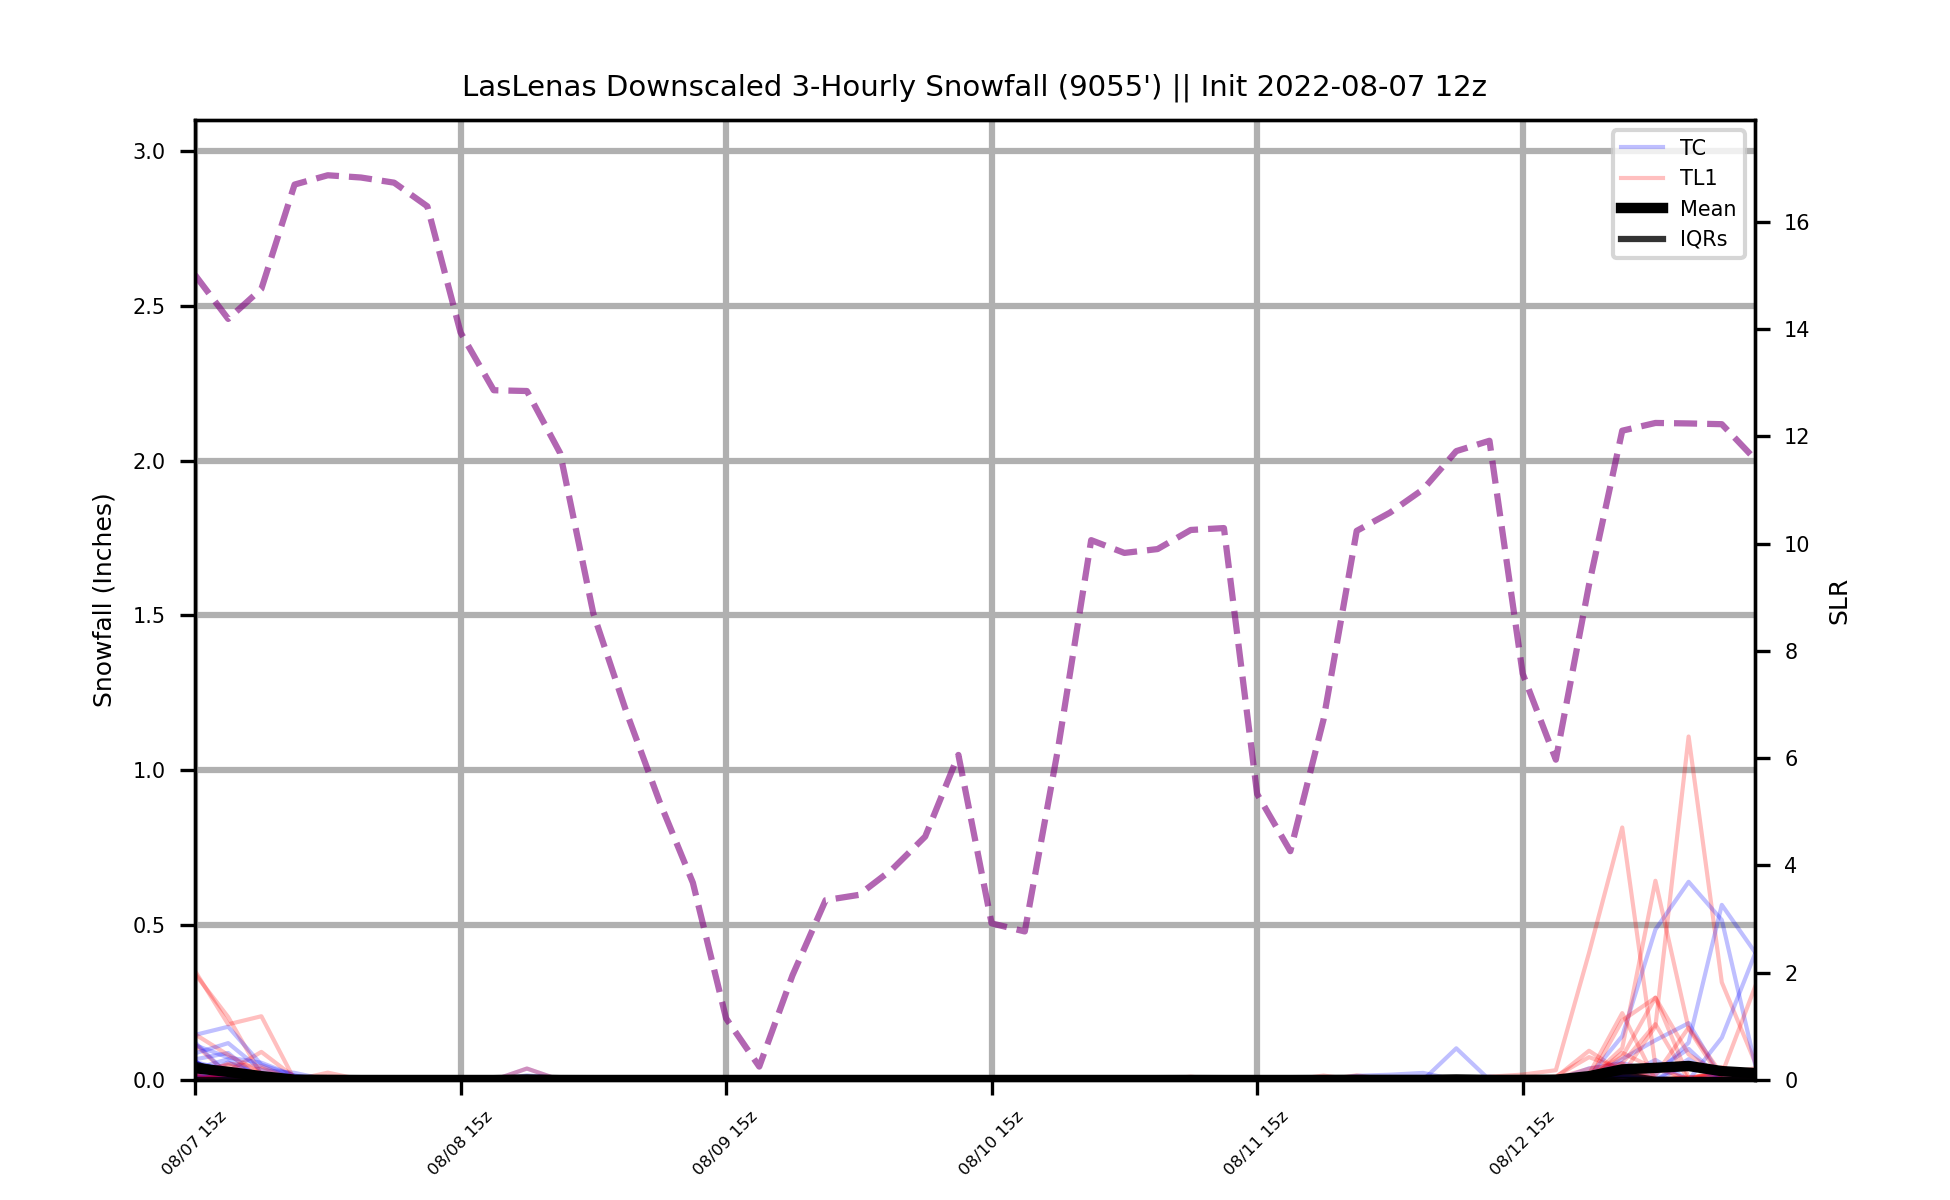 LasLenas Downscaled 3-Hourly Snowfall (9055') || Init 2022-08-07 12z
TC
TL1
Mean
IQRs
Snowfall (Inches)
3.0
2.5
2.0
1.5
1.0
0.5
0.0
16
14
12
10
8
6
4
2
0
SLR
08/07 15z
08/08 15z
08/09 15z
08/10 15z
08/11 15z
08/12 15z